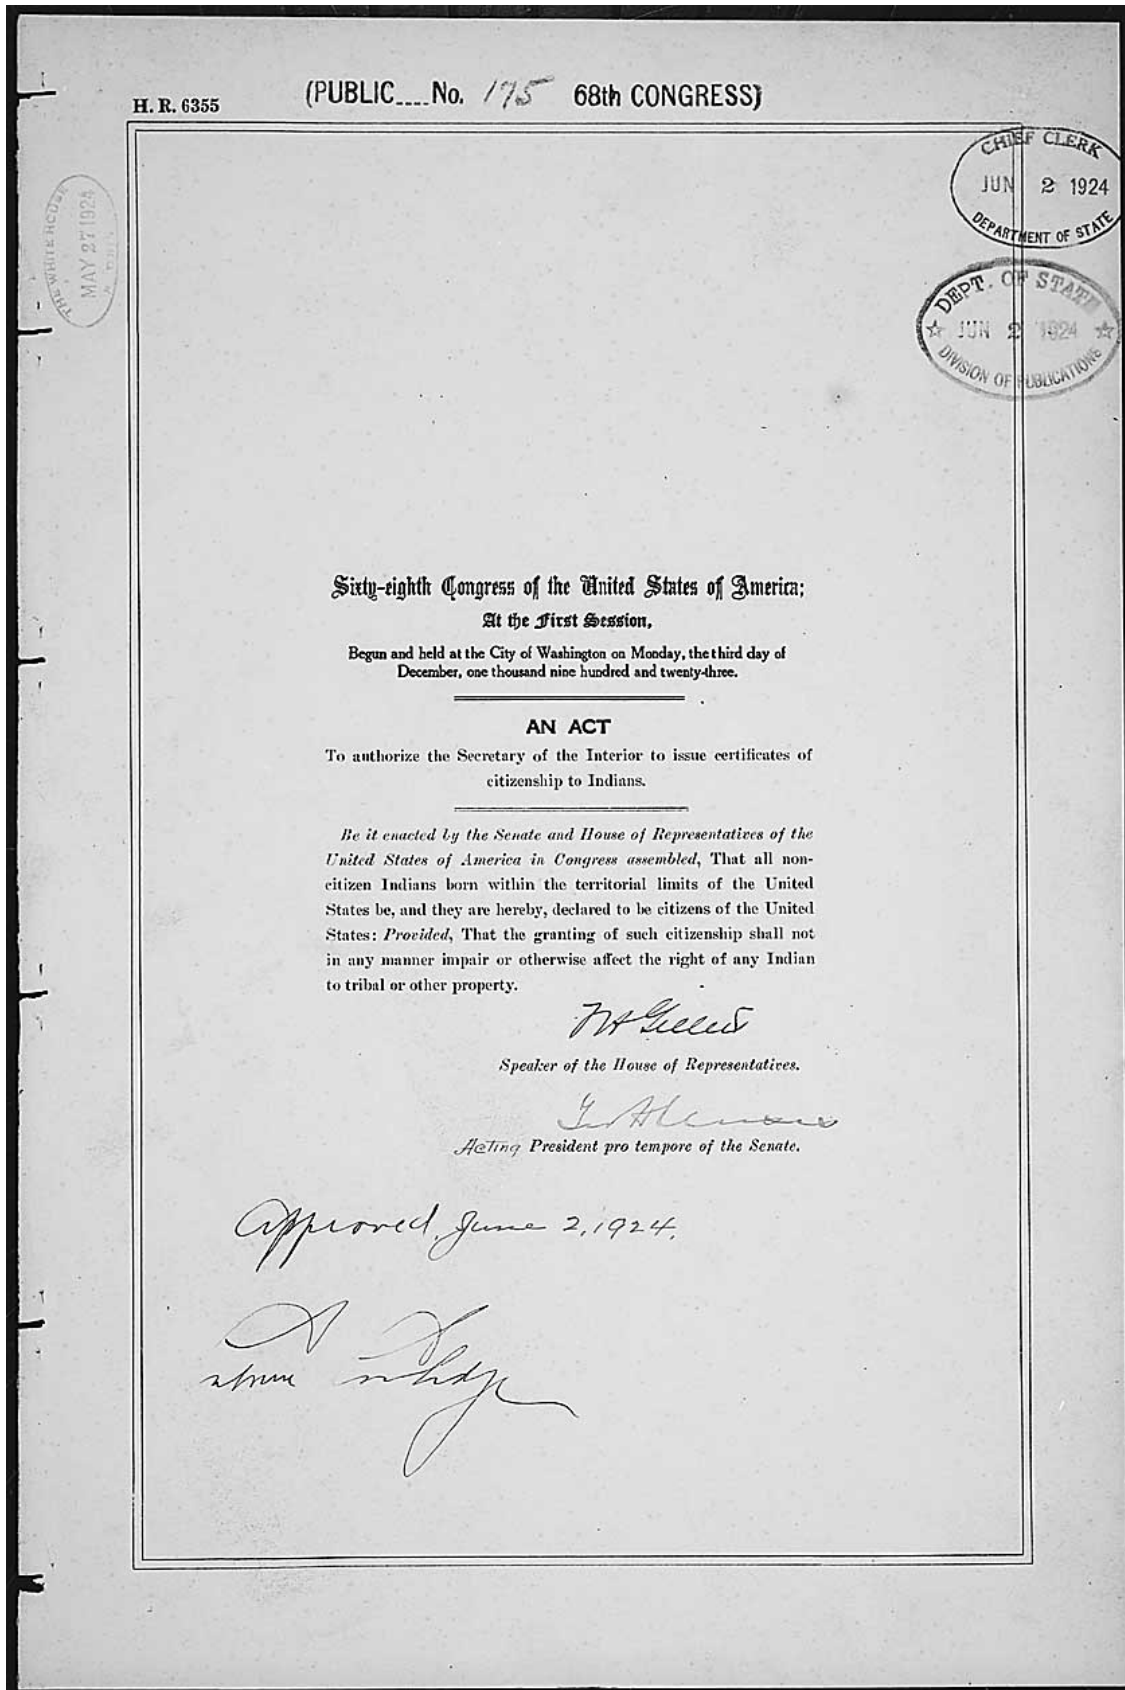 H. R. 6355
(PUBLIC....No. 175 68th CONGRESS)
CHIEF CLERK
JUN 2 1924
DEPARTMENT OF STATE
THE WHITE HOUSE
MAY 27 1924
DEPT. OF STATE
JUN 2 1924
DIVISION OF PUBLICATIONS
Sixty-eighth Congress of the United States of America;
At the First Session,
Begun and held at the City of Washington on Monday, the third day of
December, one thousand nine hundred and twenty-three.
AN ACT
To authorize the Secretary of the Interior to issue certificates of
citizenship to Indians.
Be it enacted by the Senate and House of Representatives of the
United States of America in Congress assembled, That all non-
citizen Indians born within the territorial limits of the United
States be, and they are hereby, declared to be citizens of the United
States: Provided, That the granting of such citizenship shall not
in any manner impair or otherwise affect the right of any Indian
to tribal or other property.
F H Gillett
Speaker of the House of Representatives.
Acting President pro tempore of the Senate.
Approved, June 2, 1924.
Calvin Coolidge